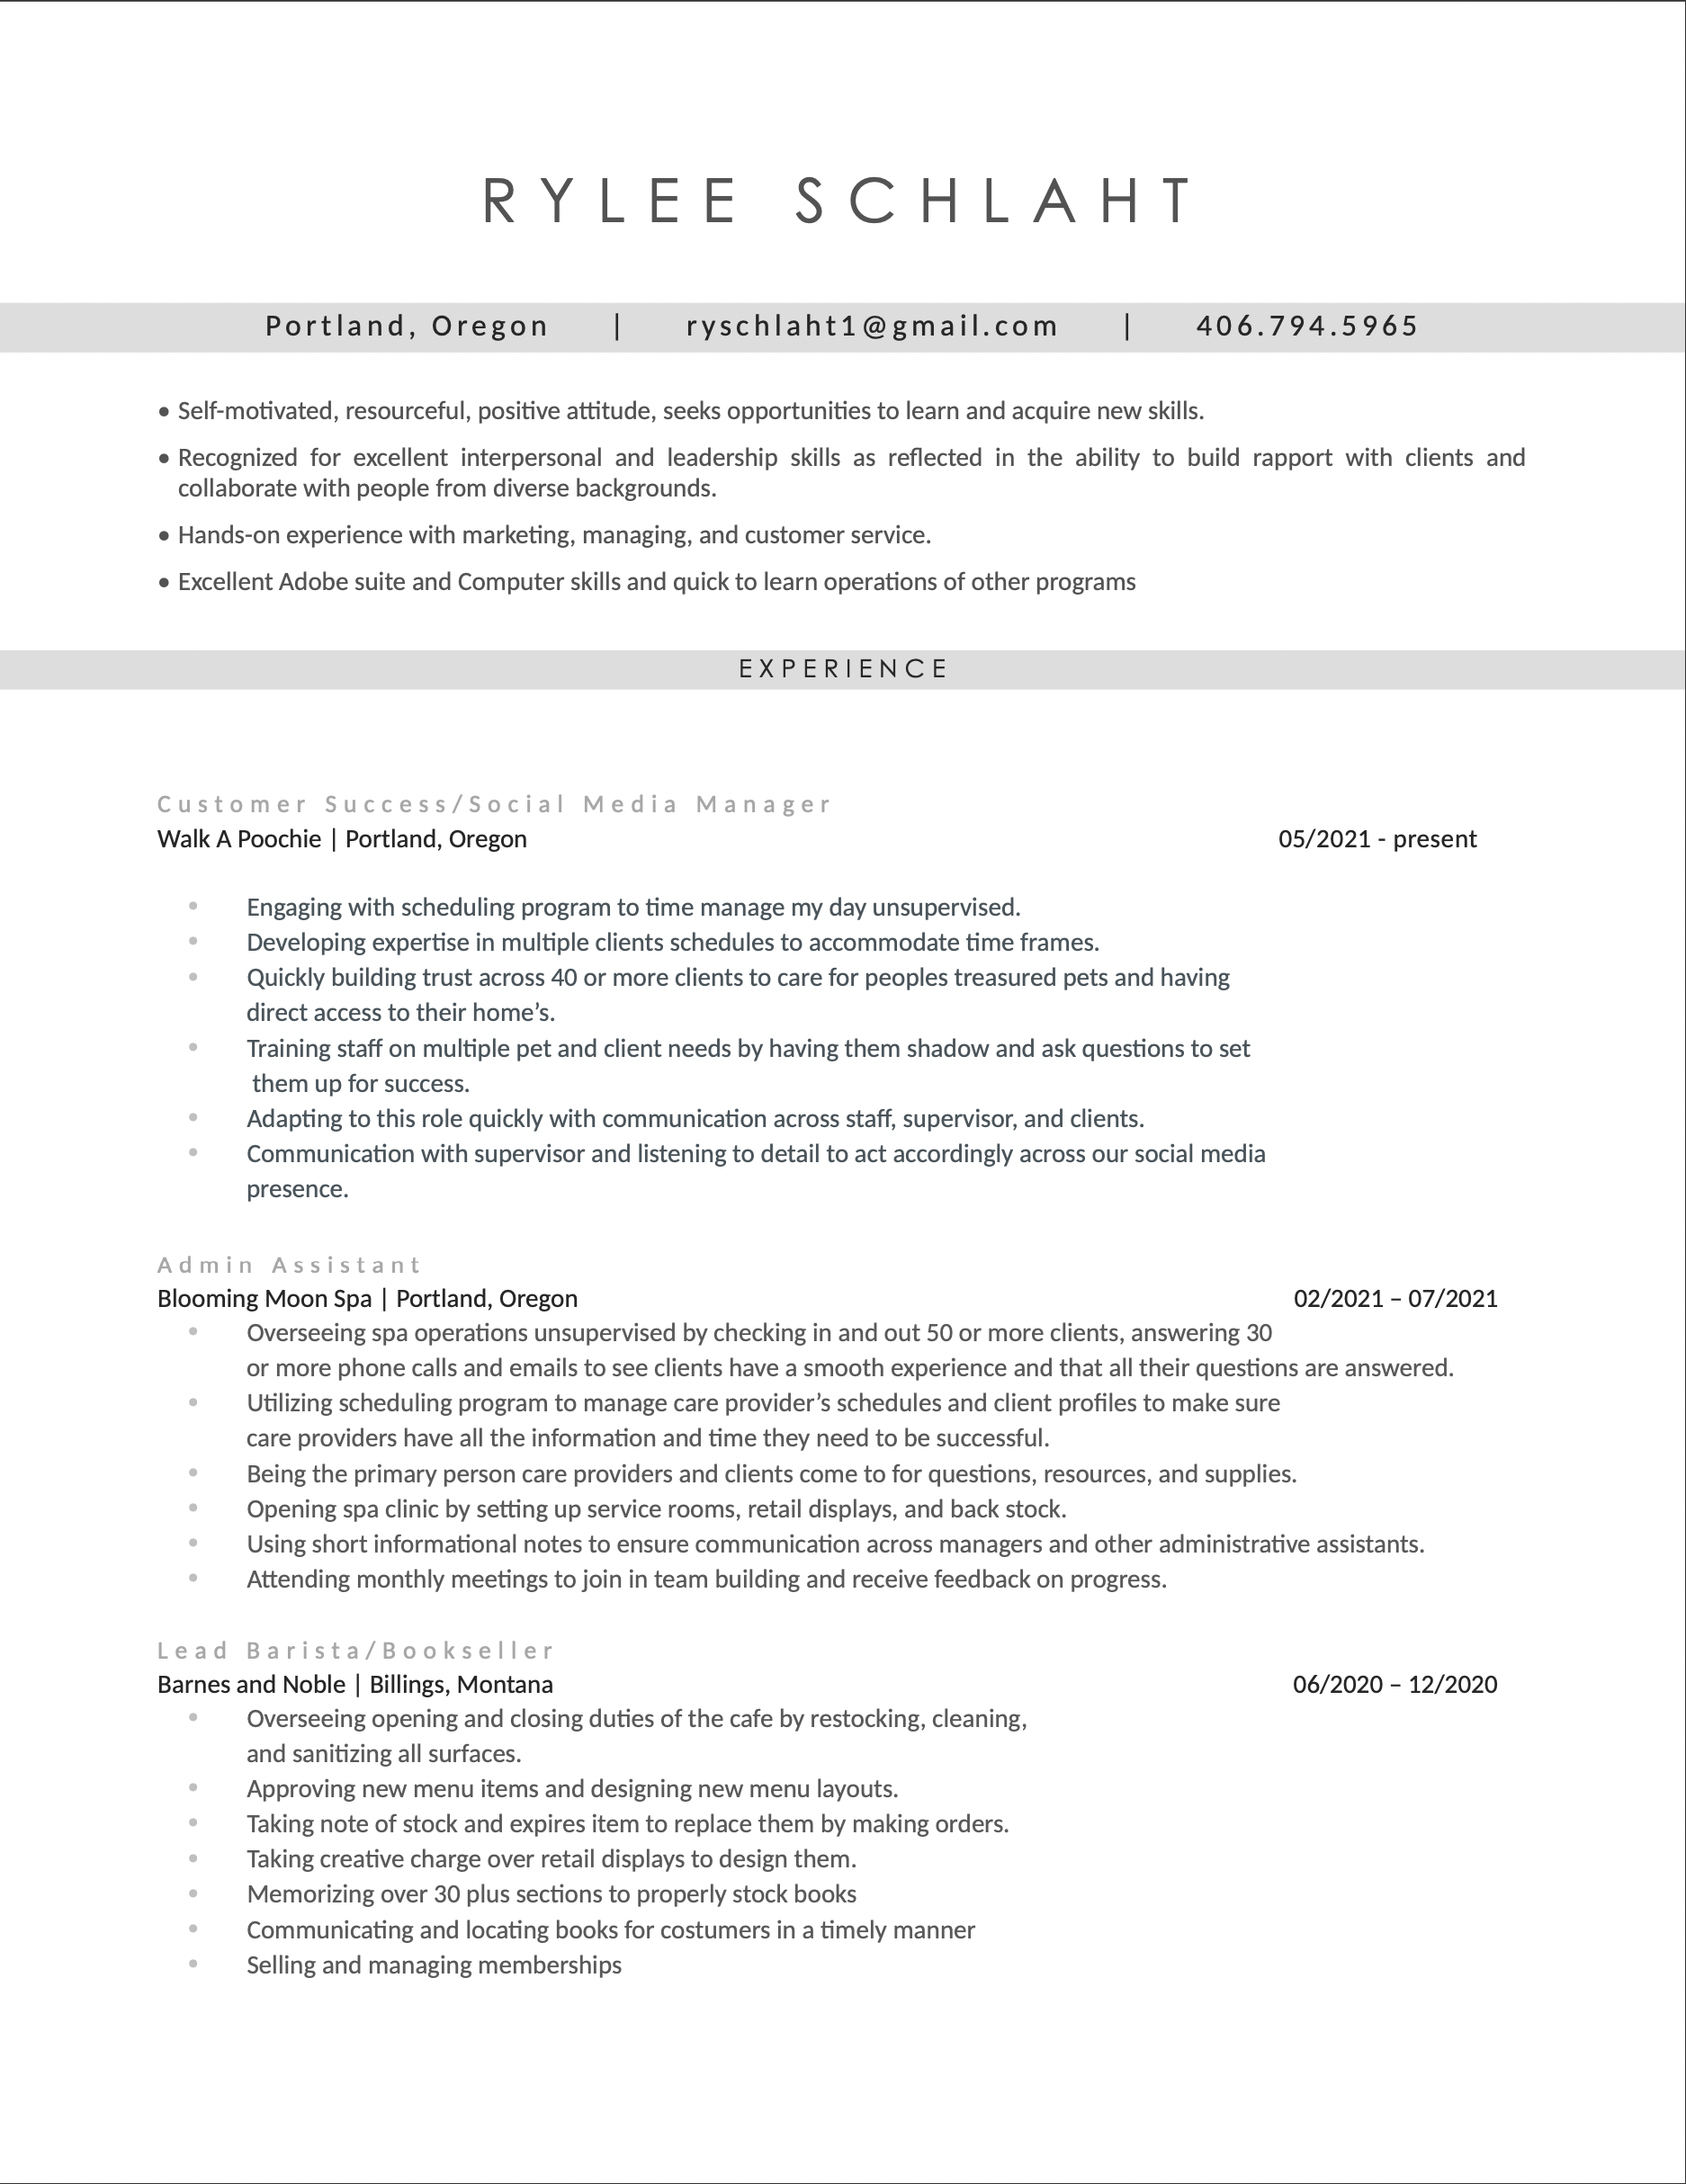 RYLEE SCHLAHT
Portland, Oregon | ryschlaht1@gmail.com | 406.794.5965
• Self-motivated, resourceful, positive attitude, seeks opportunities to learn and acquire new skills.
• Recognized for excellent interpersonal and leadership skills as reflected in the ability to build rapport with clients and
collaborate with people from diverse backgrounds.
• Hands-on experience with marketing, managing, and customer service.
• Excellent Adobe suite and Computer skills and quick to learn operations of other programs
EXPERIENCE
Customer Success/Social Media Manager
Walk A Poochie | Portland, Oregon 05/2021 - present
• Engaging with scheduling program to time manage my day unsupervised.
• Developing expertise in multiple clients schedules to accommodate time frames.
• Quickly building trust across 40 or more clients to care for peoples treasured pets and having
direct access to their home’s.
• Training staff on multiple pet and client needs by having them shadow and ask questions to set
them up for success.
• Adapting to this role quickly with communication across staff, supervisor, and clients.
• Communication with supervisor and listening to detail to act accordingly across our social media
presence.
Admin Assistant
Blooming Moon Spa | Portland, Oregon 02/2021 – 07/2021
• Overseeing spa operations unsupervised by checking in and out 50 or more clients, answering 30
or more phone calls and emails to see clients have a smooth experience and that all their questions are answered.
• Utilizing scheduling program to manage care provider’s schedules and client profiles to make sure
care providers have all the information and time they need to be successful.
• Being the primary person care providers and clients come to for questions, resources, and supplies.
• Opening spa clinic by setting up service rooms, retail displays, and back stock.
• Using short informational notes to ensure communication across managers and other administrative assistants.
• Attending monthly meetings to join in team building and receive feedback on progress.
Lead Barista/Bookseller
Barnes and Noble | Billings, Montana 06/2020 – 12/2020
• Overseeing opening and closing duties of the cafe by restocking, cleaning,
and sanitizing all surfaces.
• Approving new menu items and designing new menu layouts.
• Taking note of stock and expires item to replace them by making orders.
• Taking creative charge over retail displays to design them.
• Memorizing over 30 plus sections to properly stock books
• Communicating and locating books for costumers in a timely manner
• Selling and managing memberships